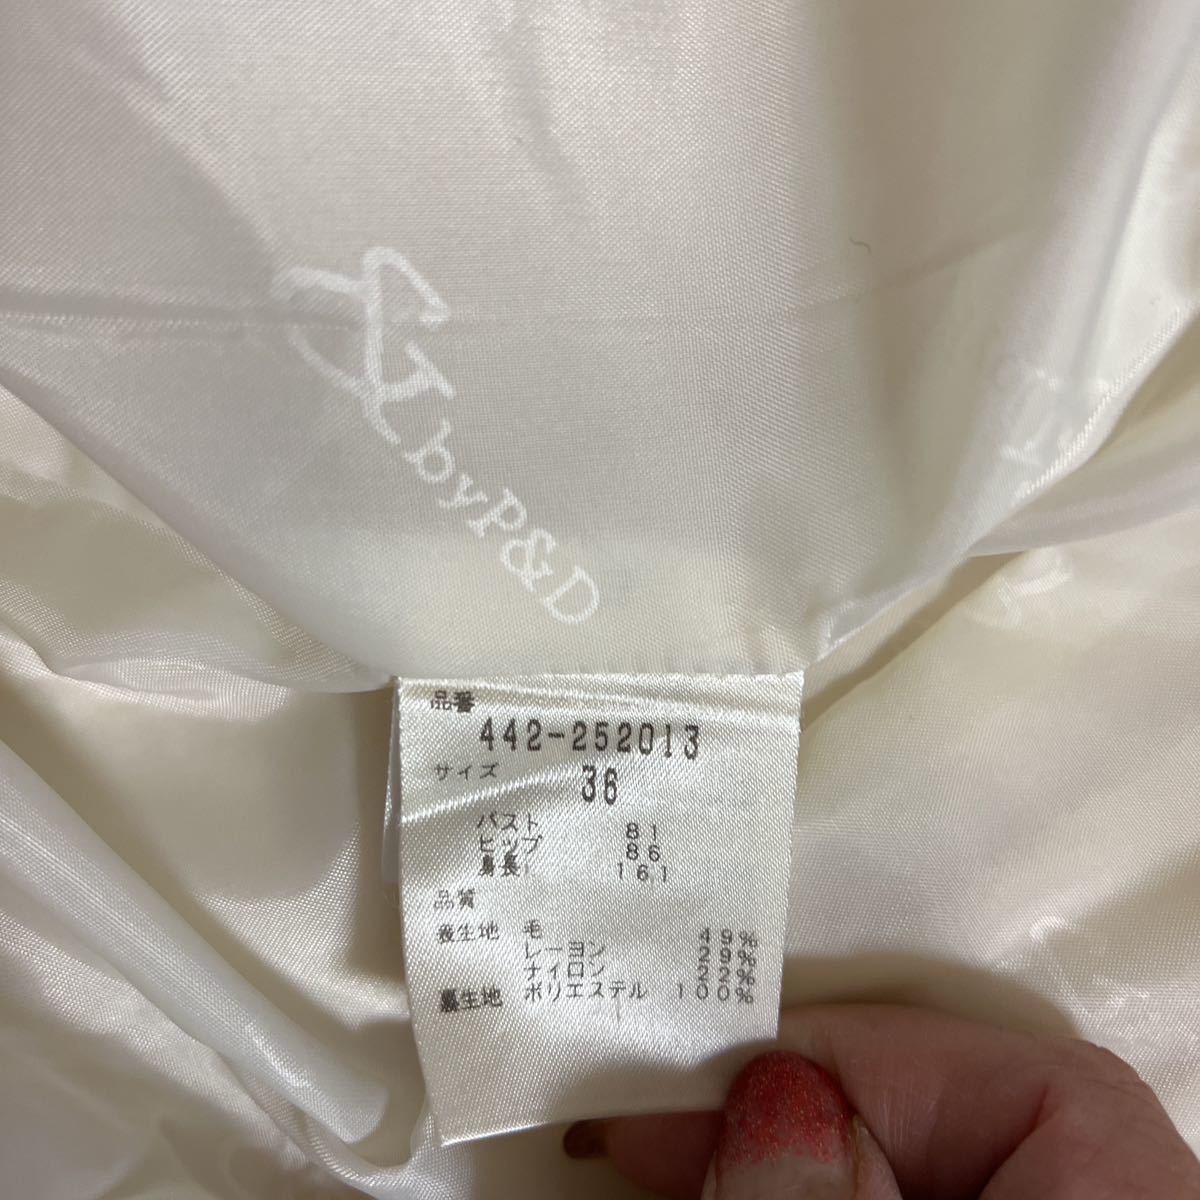 byP&D
品番
442-252013
サイズ
36
バスト 81
ヒップ 86
身長 161
品質
表生地 毛 49%
レーヨン 29%
ナイロン 22%
裏生地 ポリエステル 100%